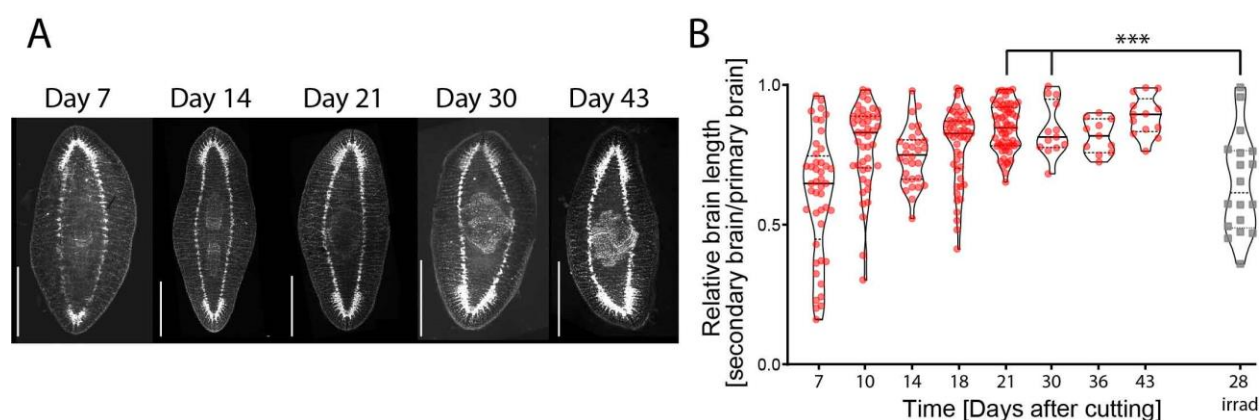 A
Day 7 Day 14 Day 21 Day 30 Day 43
B
***
Relative brain length
[secondary brain/primary brain]
1.0
0.5
0.0
7 10 14 18 21 30 36 43 28
irrad
Time [Days after cutting]